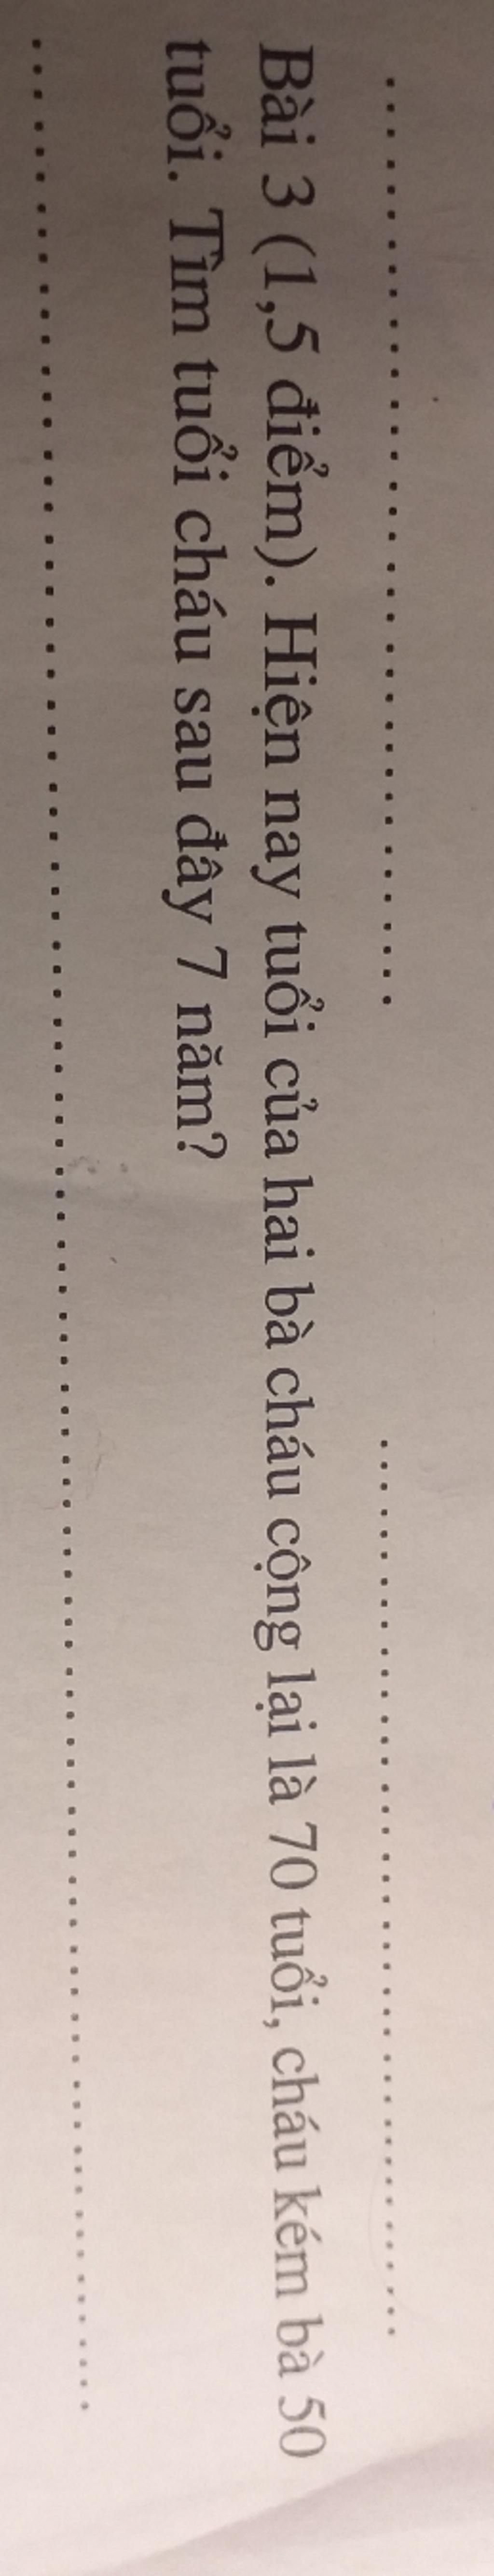 Bài 3 (1,5 điểm). Hiện nay tuổi của hai bà cháu cộng lại là 70 tuổi, cháu kém bà 50
tuổi. Tìm tuổi cháu sau đây 7 năm?